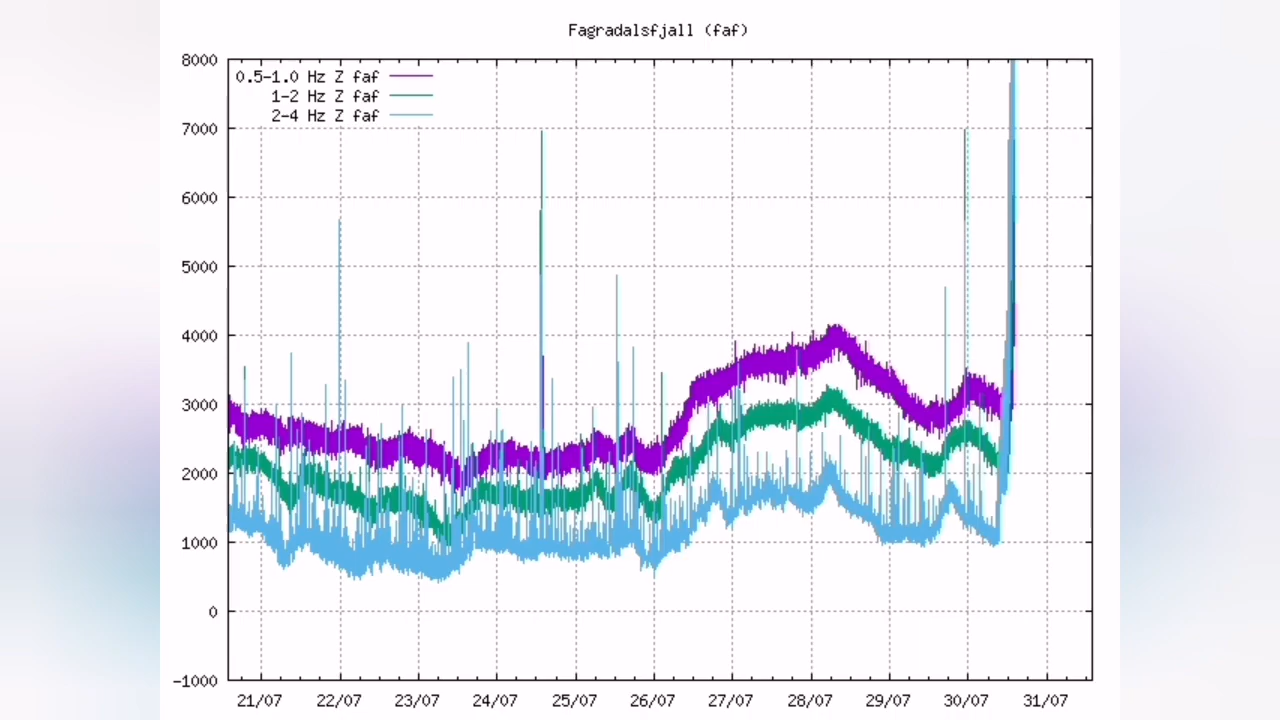 Fagradalsfjall (faf)
8000
0.5-1.0 Hz Z faf
1-2 Hz Z faf
2-4 Hz Z faf
7000
6000
5000
4000
3000
2000
1000
0
-1000
21/07 22/07 23/07 24/07 25/07 26/07 27/07 28/07 29/07 30/07 31/07